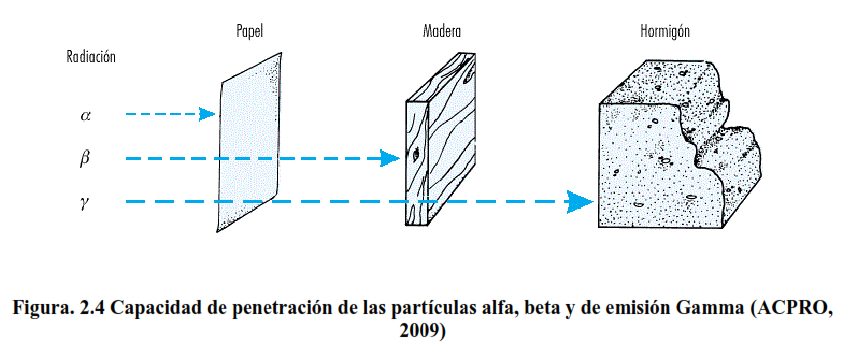 Papel
Madera
Hormigón
Radiación
α
β
γ
Figura. 2.4 Capacidad de penetración de las partículas alfa, beta y de emisión Gamma (ACPRO,
2009)